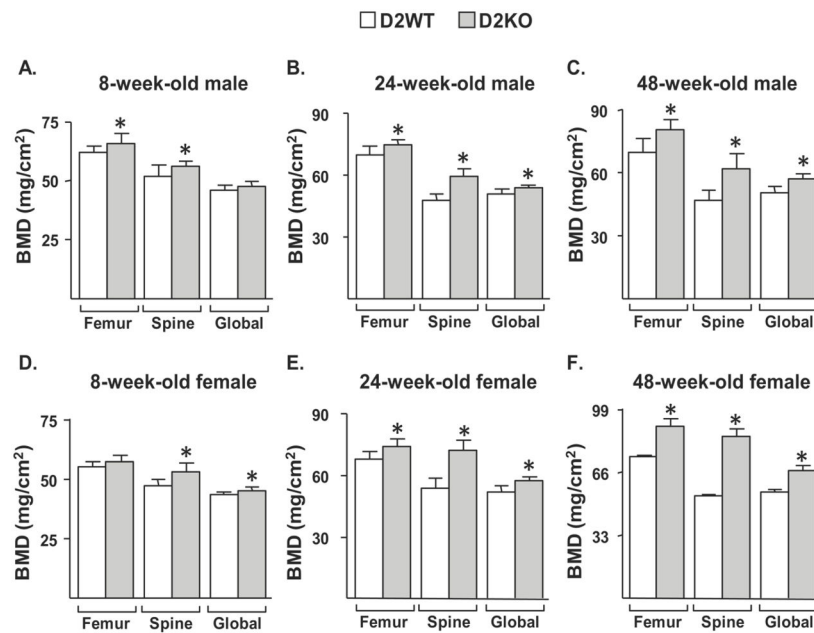 D2WT D2KO
A.
8-week-old male
BMD (mg/cm²)
75
50
25
* *
Femur Spine Global
B.
24-week-old male
BMD (mg/cm²)
90
60
30
* * *
Femur Spine Global
C.
48-week-old male
BMD (mg/cm²)
90
60
30
* * *
Femur Spine Global
D.
8-week-old female
BMD (mg/cm²)
75
50
25
* *
Femur Spine Global
E.
24-week-old female
BMD (mg/cm²)
90
60
30
* * *
Femur Spine Global
F.
48-week-old female
BMD (mg/cm²)
99
66
33
* * *
Femur Spine Global